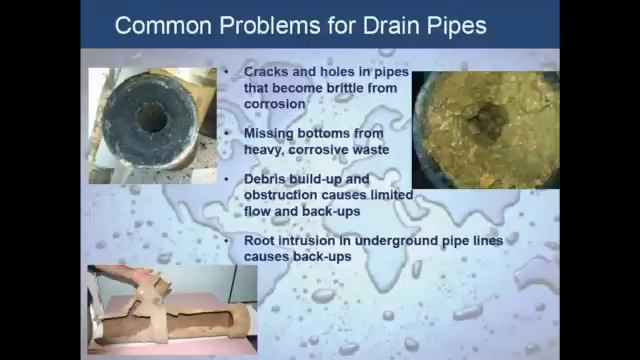 Common Problems for Drain Pipes
• Cracks and holes in pipes
that become brittle from
corrosion
• Missing bottoms from
heavy, corrosive waste
• Debris build-up and
obstruction causes limited
flow and back-ups
• Root intrusion in underground pipe lines
causes back-ups